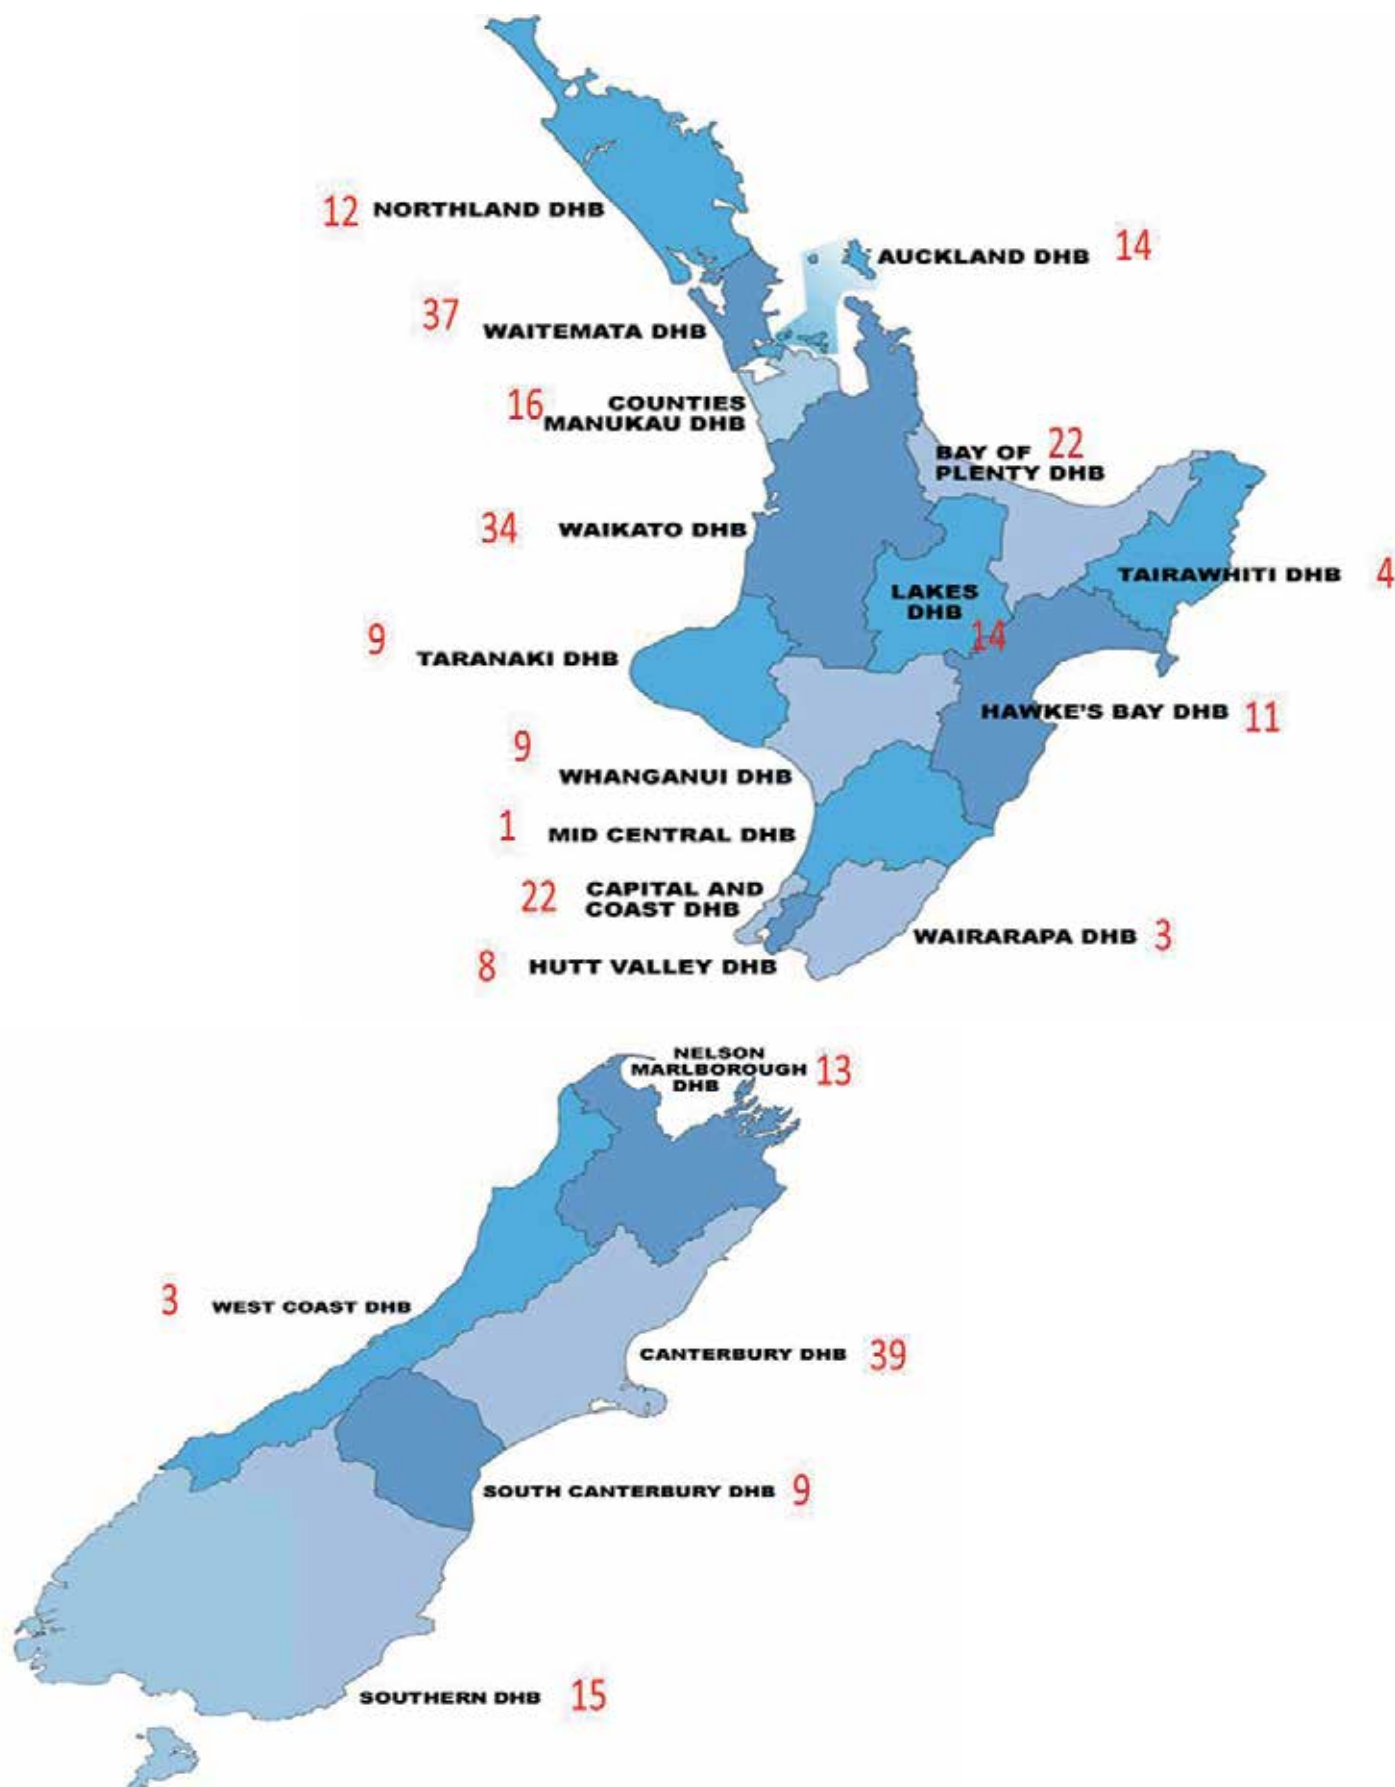 12 NORTHLAND DHB
AUCKLAND DHB 14
37 WAITEMATA DHB
16 COUNTIES
MANUKAU DHB
BAY OF 22
PLENTY DHB
34 WAIKATO DHB
TAIRAWHITI DHB 4
LAKES
DHB
14
9 TARANAKI DHB
HAWKE'S BAY DHB 11
9 WHANGANUI DHB
1 MID CENTRAL DHB
22 CAPITAL AND
COAST DHB
WAIRARAPA DHB 3
8 HUTT VALLEY DHB
NELSON
MARLBOROUGH 13
DHB
3 WEST COAST DHB
CANTERBURY DHB 39
SOUTH CANTERBURY DHB 9
SOUTHERN DHB 15